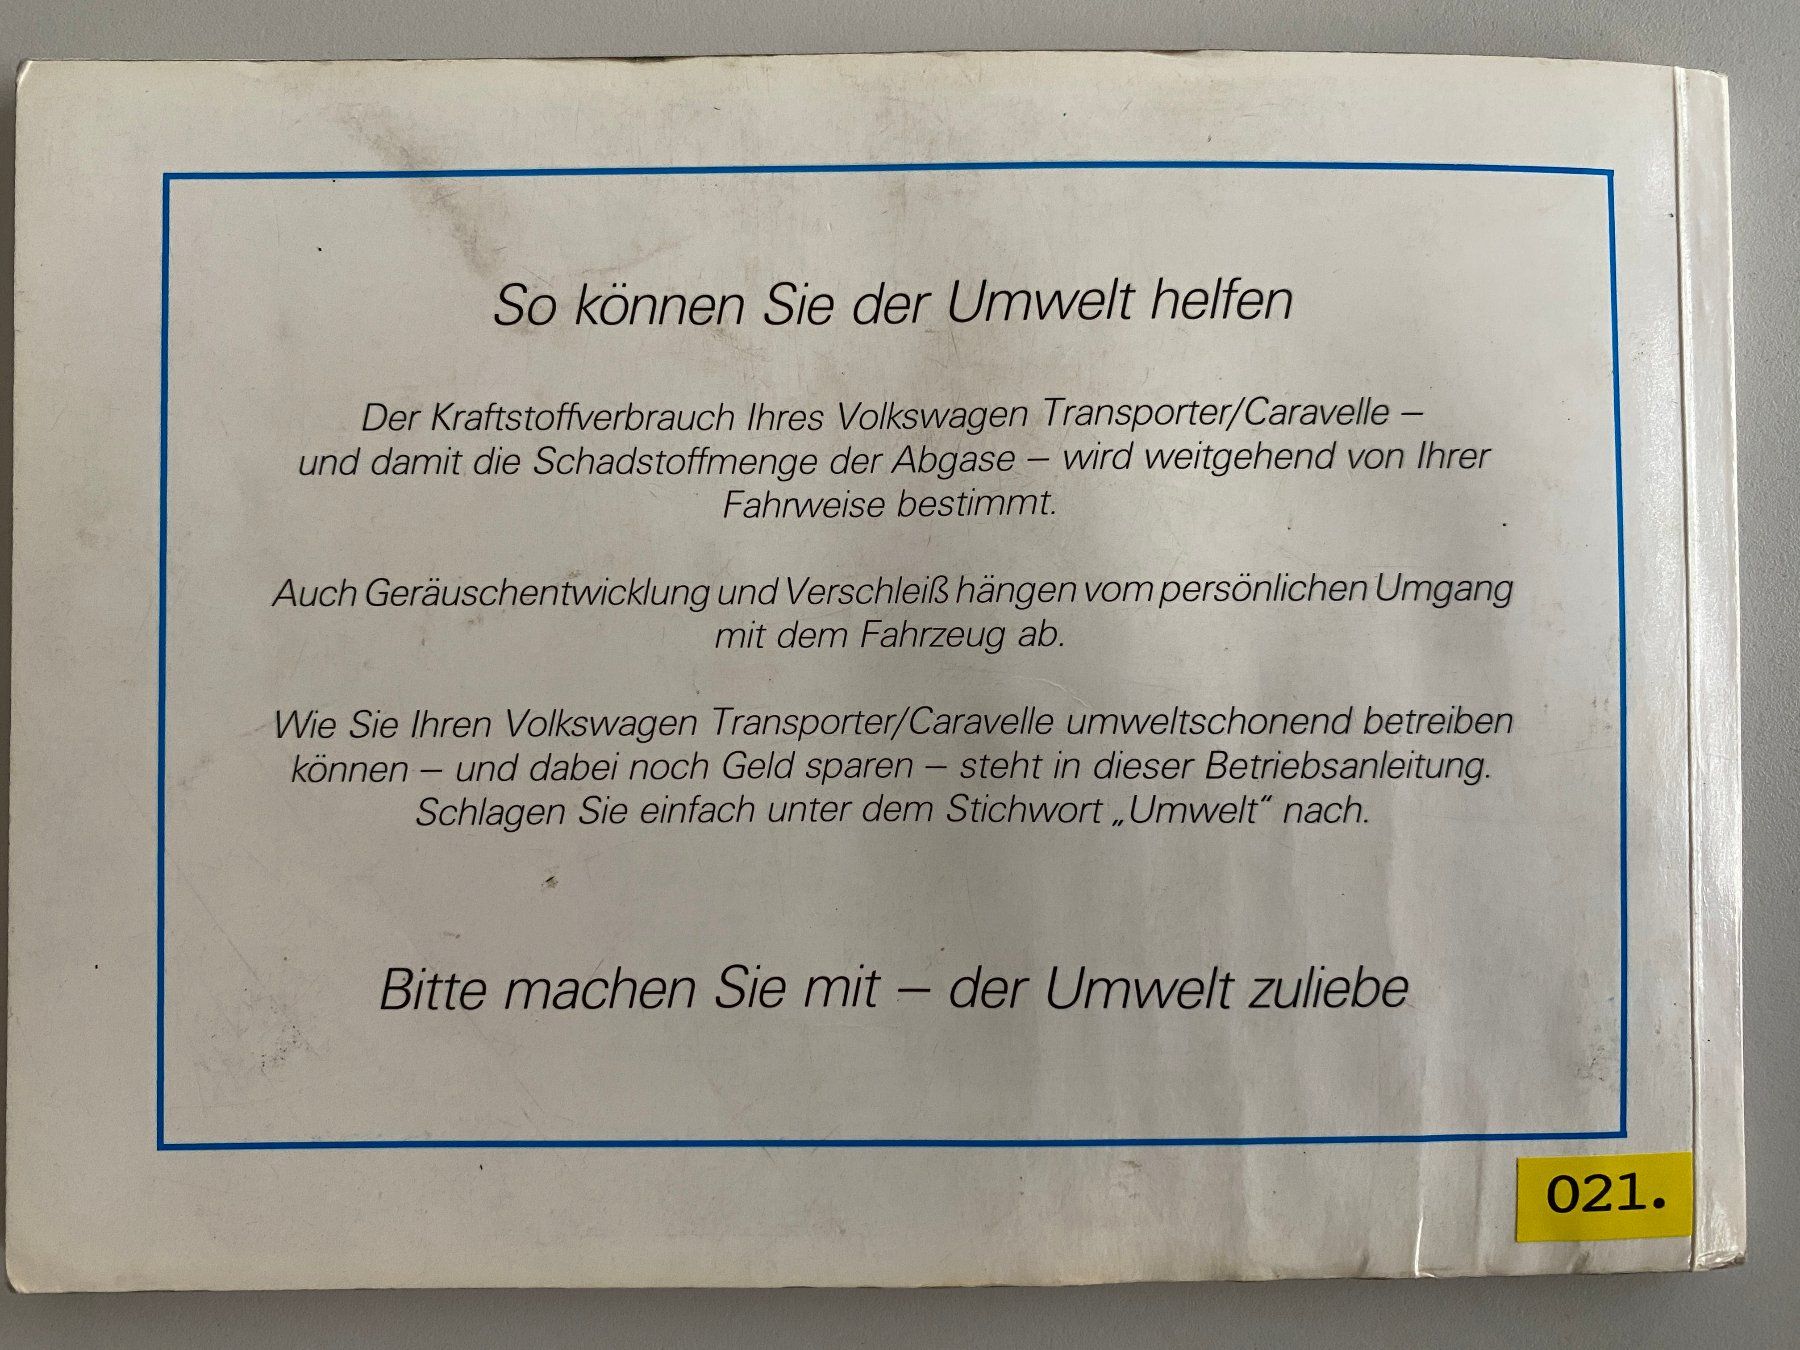 So können Sie der Umwelt helfen
Der Kraftstoffverbrauch Ihres Volkswagen Transporter/Caravelle –
und damit die Schadstoffmenge der Abgase – wird weitgehend von Ihrer
Fahrweise bestimmt.
Auch Geräuschentwicklung und Verschleiß hängen vom persönlichen Umgang
mit dem Fahrzeug ab.
Wie Sie Ihren Volkswagen Transporter/Caravelle umweltschonend betreiben
können – und dabei noch Geld sparen – steht in dieser Betriebsanleitung.
Schlagen Sie einfach unter dem Stichwort „Umwelt“ nach.
Bitte machen Sie mit – der Umwelt zuliebe
021.